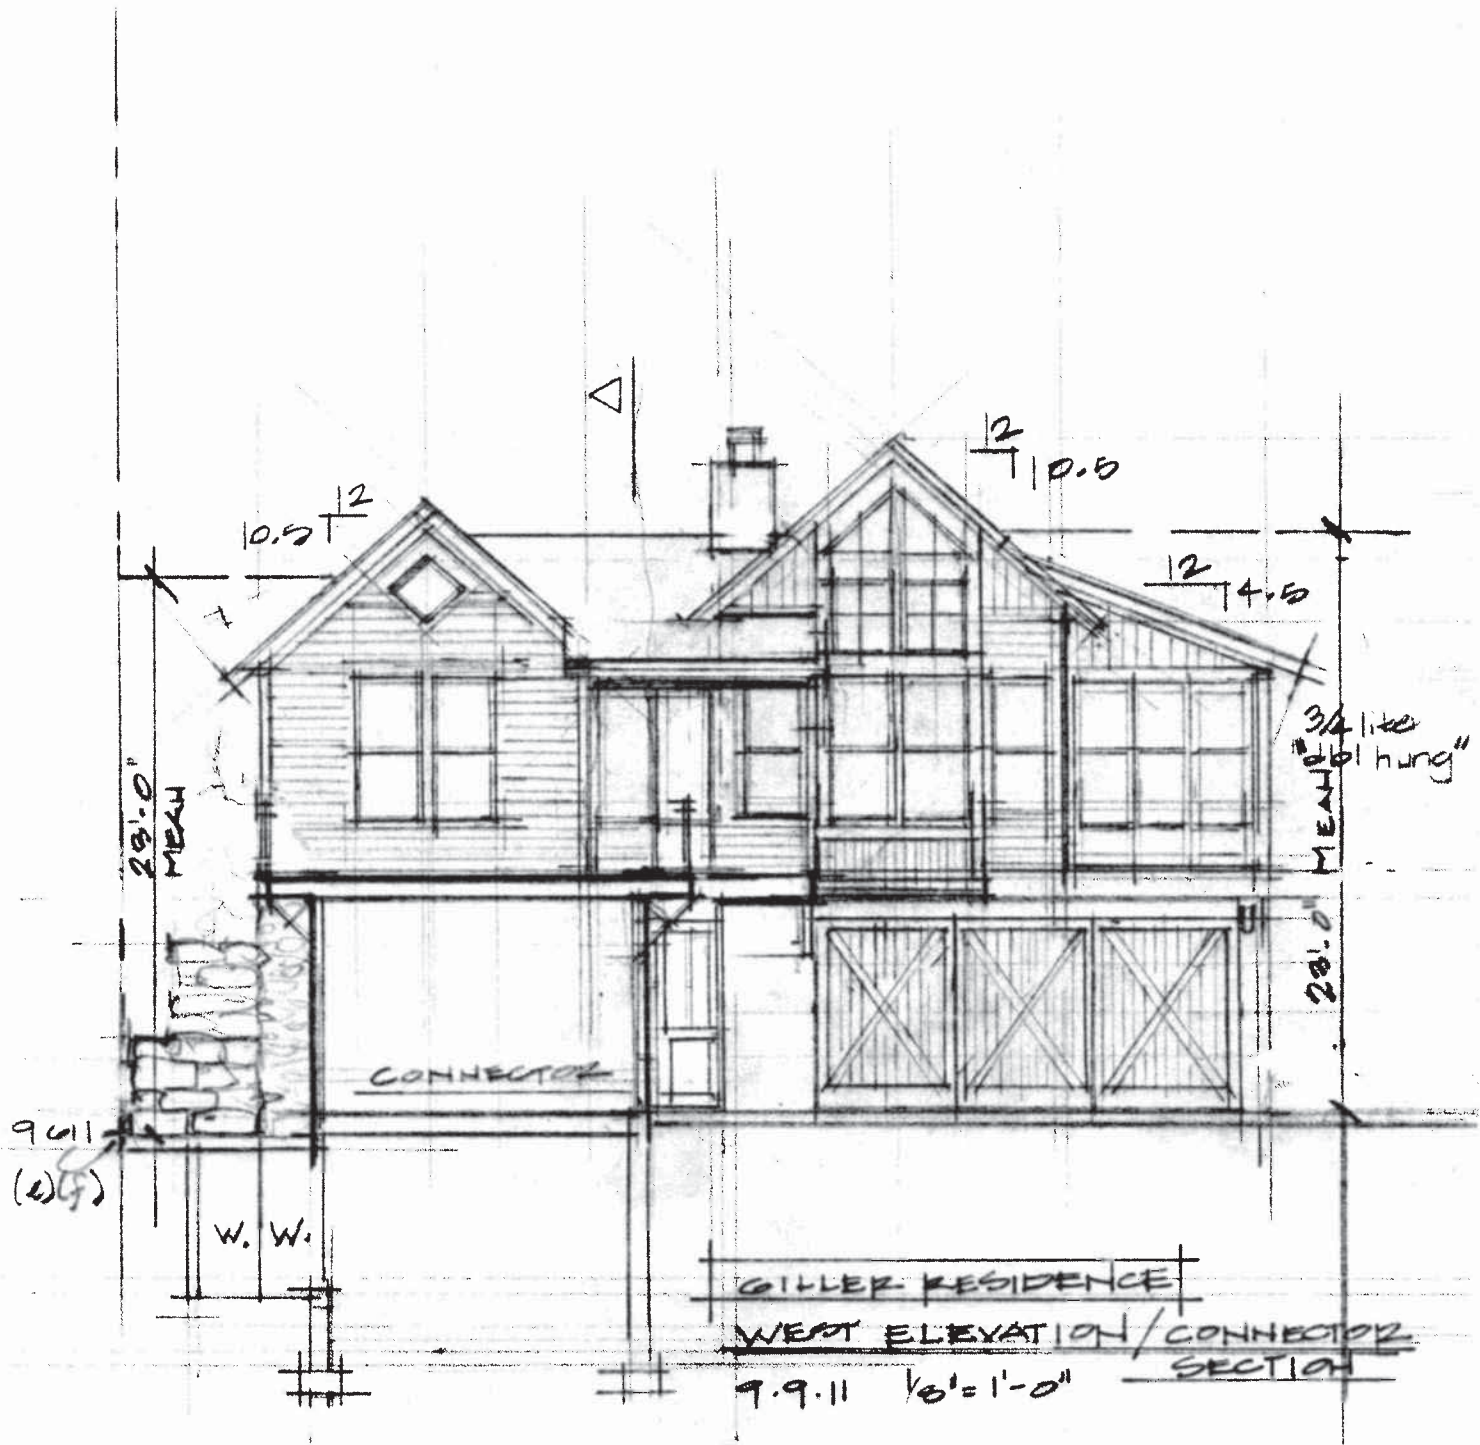 12
10.5
12
10.5
12
4.5
3/4 lite
"dbl hung"
23'-0"
MEAN
MEAN
23'-0"
CONNECTOR
9611
(e)(f)
W. W.
GILLER RESIDENCE
WEST ELEVATION/CONNECTOR
SECTION
9.9.11 1/8"=1'-0"